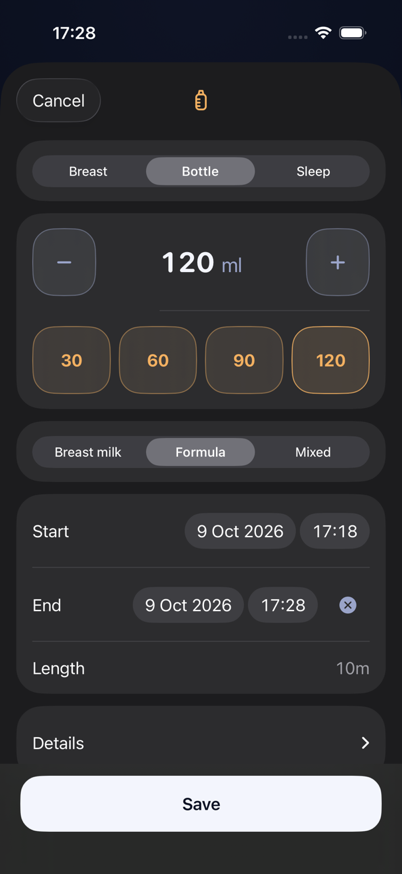 17:28
Cancel
Breast Bottle Sleep
− 120 ml +
30 60 90 120
Breast milk Formula Mixed
Start 9 Oct 2026 17:18
End 9 Oct 2026 17:28
Length 10m
Details
Save